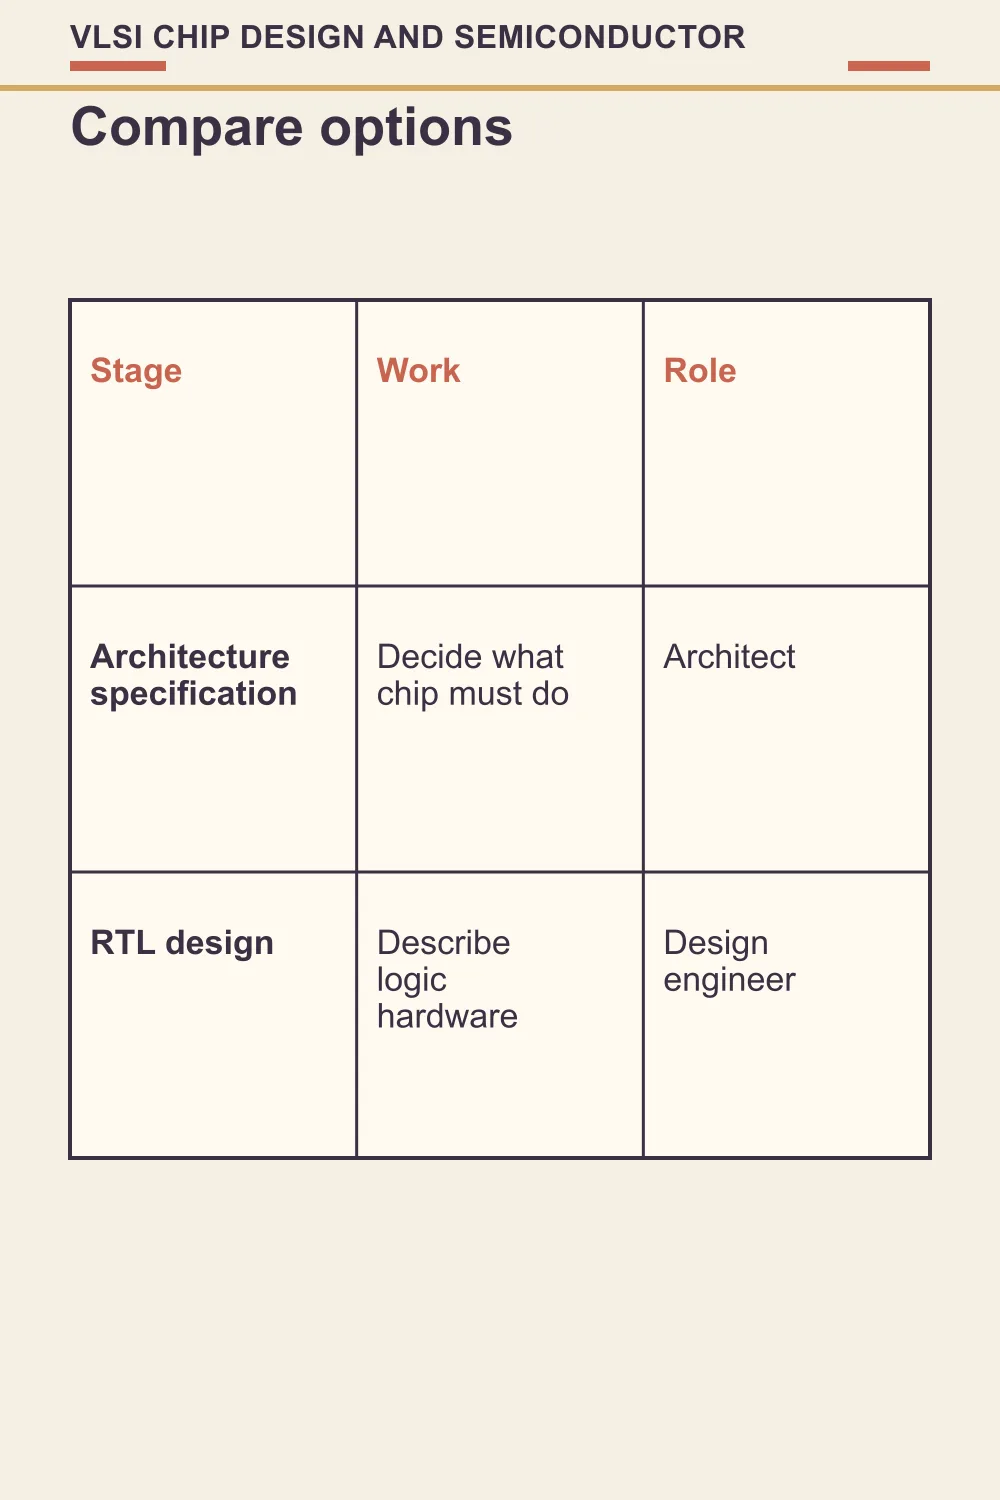 VLSI CHIP DESIGN AND SEMICONDUCTOR
Compare options
Stage
Work
Role
Architecture
specification
Decide what
chip must do
Architect
RTL design
Describe
logic
hardware
Design
engineer